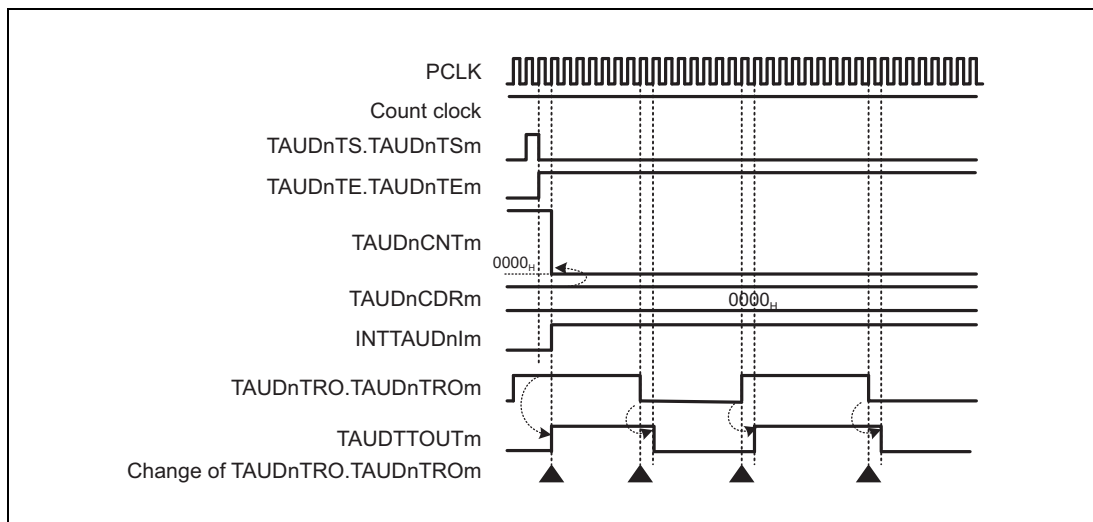 PCLK
Count clock
TAUDnTS.TAUDnTSm
TAUDnTE.TAUDnTEm
TAUDnCNTm
0000H
TAUDnCDRm
0000H
INTTAUDnIm
TAUDnTRO.TAUDnTROm
TAUDTTOUTm
Change of TAUDnTRO.TAUDnTROm